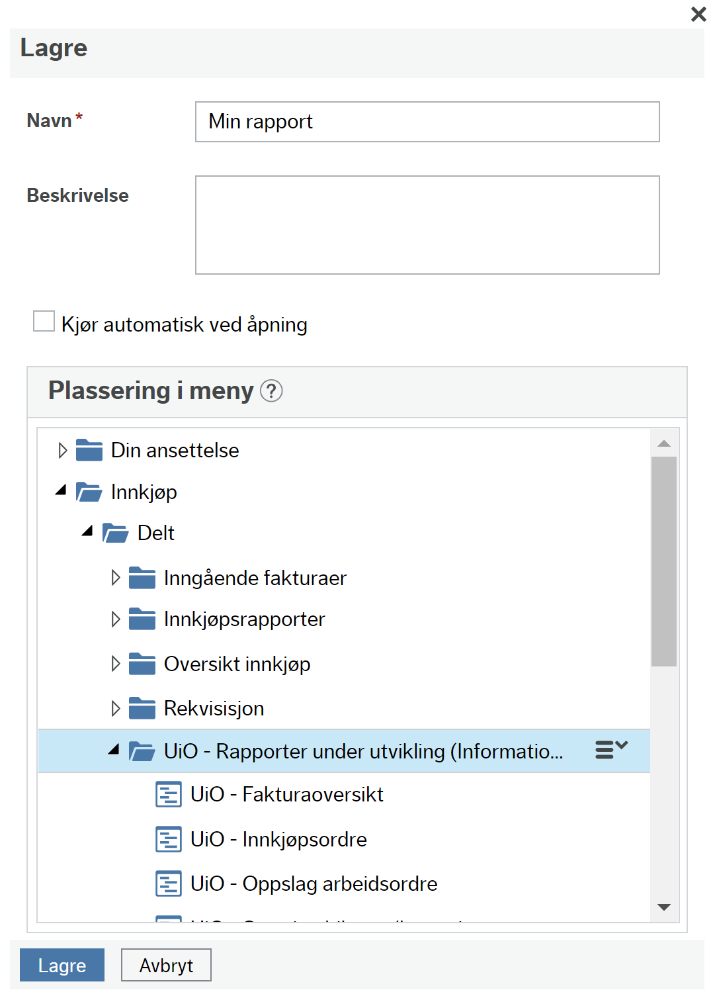 Lagre
Navn *
Min rapport
Beskrivelse
Kjør automatisk ved åpning
Plassering i meny ?
Din ansettelse
Innkjøp
Delt
Inngående fakturaer
Innkjøpsrapporter
Oversikt innkjøp
Rekvisisjon
UiO - Rapporter under utvikling (Informatio...
UiO - Fakturaoversikt
UiO - Innkjøpsordre
UiO - Oppslag arbeidsordre
Lagre
Avbryt